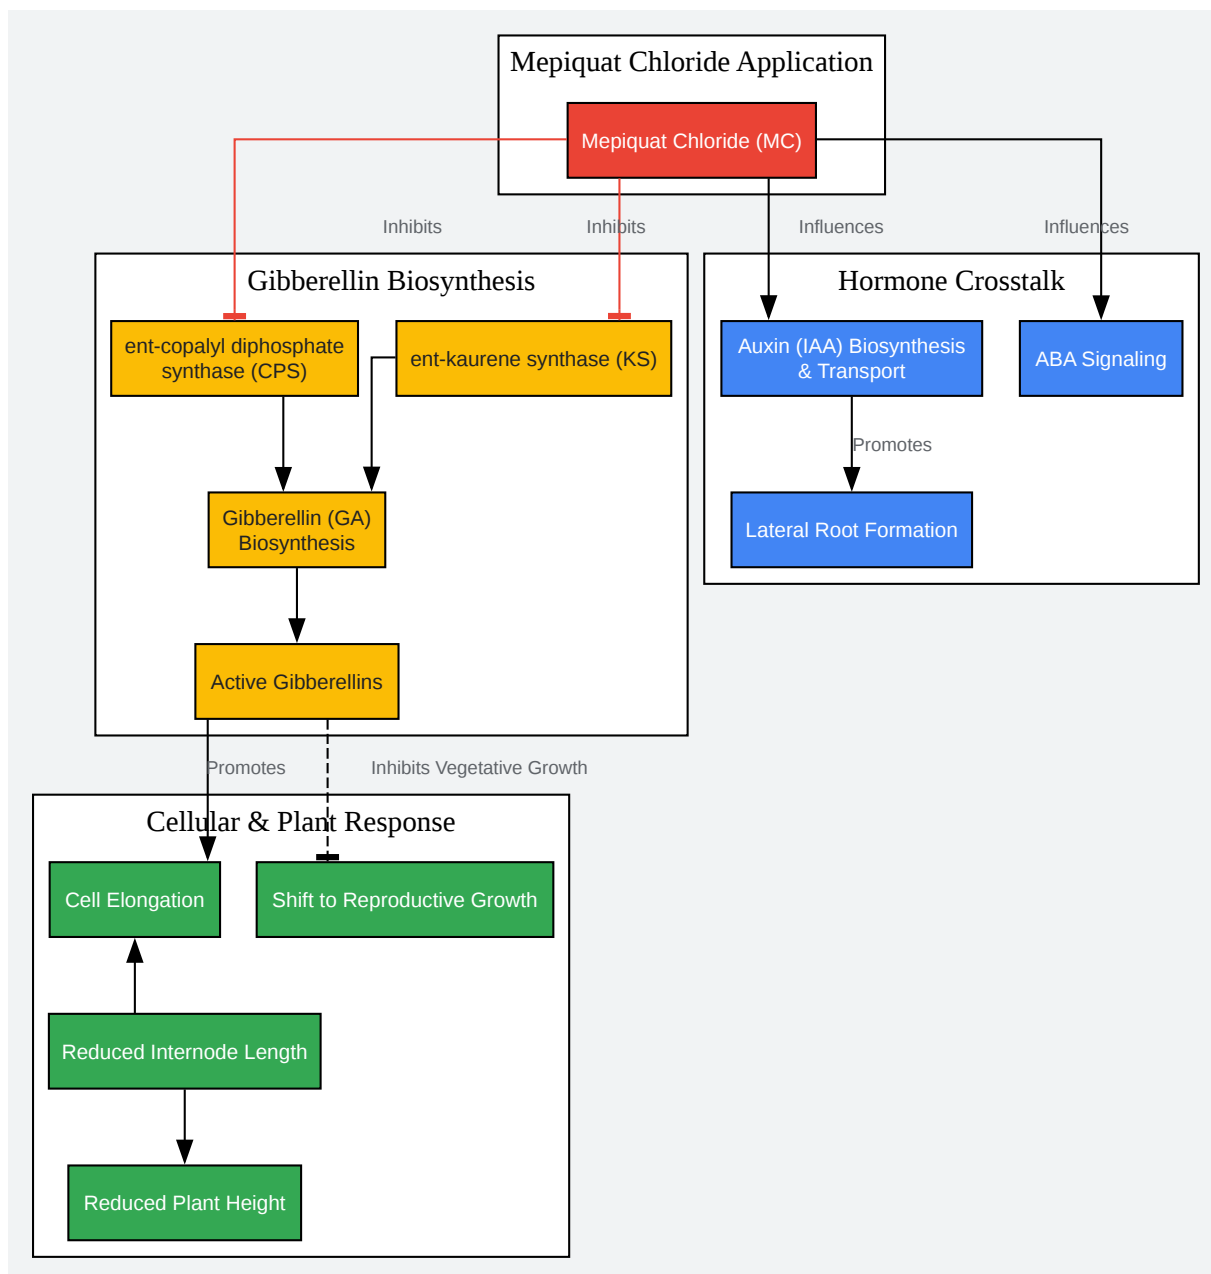 Mepiquat Chloride Application
Mepiquat Chloride (MC)
Inhibits
Inhibits
Influences
Influences
Gibberellin Biosynthesis
Hormone Crosstalk
ent-copalyl diphosphate
synthase (CPS)
ent-kaurene synthase (KS)
Auxin (IAA) Biosynthesis
& Transport
ABA Signaling
Promotes
Gibberellin (GA)
Biosynthesis
Lateral Root Formation
Active Gibberellins
Promotes
Inhibits Vegetative Growth
Cellular & Plant Response
Cell Elongation
Shift to Reproductive Growth
Reduced Internode Length
Reduced Plant Height